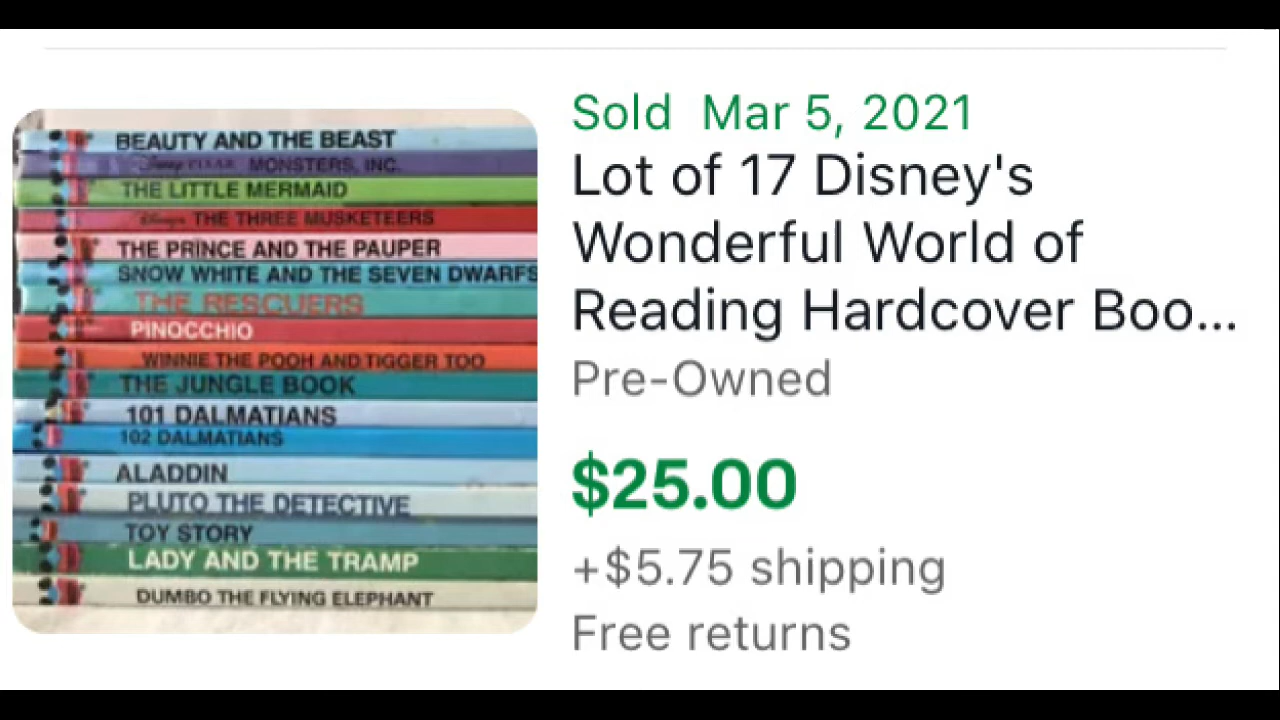 BEAUTY AND THE BEAST
Disney PIXAR MONSTERS, INC.
THE LITTLE MERMAID
Disney's THE THREE MUSKETEERS
THE PRINCE AND THE PAUPER
SNOW WHITE AND THE SEVEN DWARFS
THE RESCUERS
PINOCCHIO
WINNIE THE POOH AND TIGGER TOO
THE JUNGLE BOOK
101 DALMATIANS
102 DALMATIANS
ALADDIN
PLUTO THE DETECTIVE
TOY STORY
LADY AND THE TRAMP
DUMBO THE FLYING ELEPHANT
Sold Mar 5, 2021
Lot of 17 Disney's
Wonderful World of
Reading Hardcover Boo...
Pre-Owned
$25.00
+$5.75 shipping
Free returns